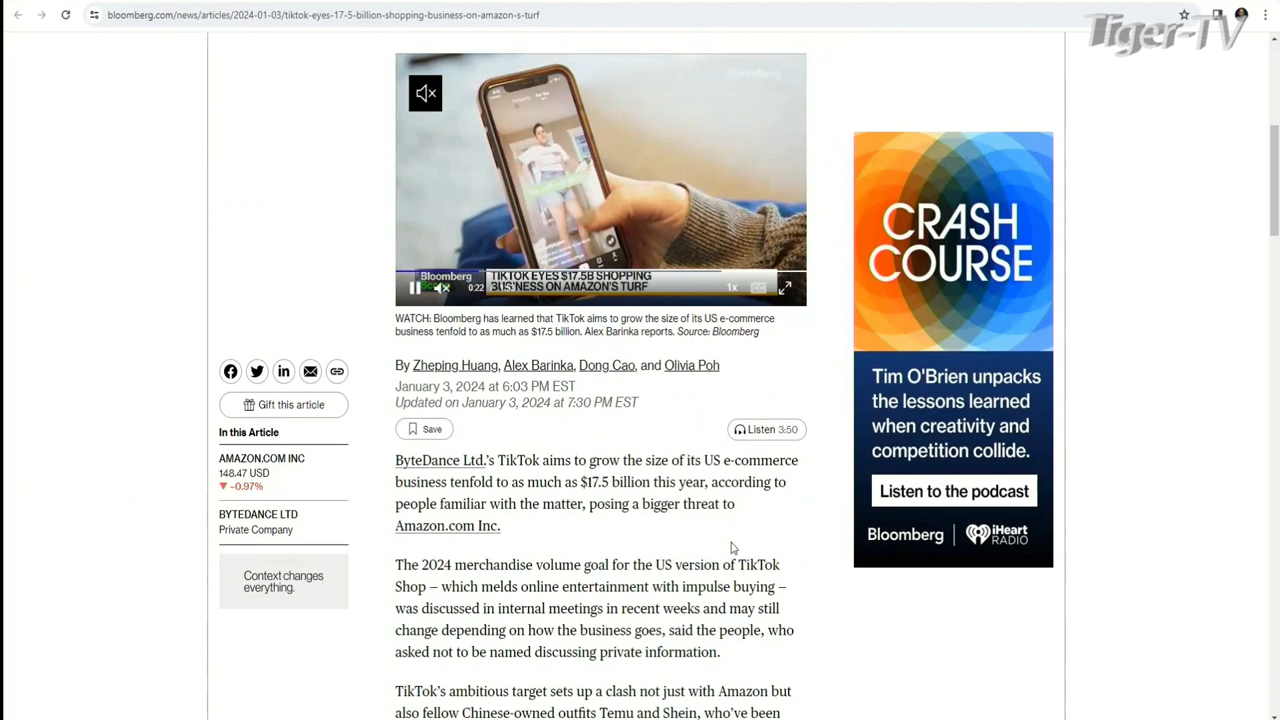 bloomberg.com/news/articles/2024-01-03/tiktok-eyes-17-5-billion-shopping-business-on-amazon-s-turf
Tiger-TV
Bloomberg
Bloomberg
TIKTOK EYES $17.5B SHOPPING
BUSINESS ON AMAZON'S TURF
0:22
1x
WATCH: Bloomberg has learned that TikTok aims to grow the size of its US e-commerce
business tenfold to as much as $17.5 billion. Alex Barinka reports. Source: Bloomberg
By Zheping Huang, Alex Barinka, Dong Cao, and Olivia Poh
January 3, 2024 at 6:03 PM EST
Updated on January 3, 2024 at 7:30 PM EST
Save
Listen 3:50
Gift this article
In this Article
AMAZON.COM INC
148.47 USD
▼ -0.97%
BYTEDANCE LTD
Private Company
Context changes
everything.
ByteDance Ltd.'s TikTok aims to grow the size of its US e-commerce
business tenfold to as much as $17.5 billion this year, according to
people familiar with the matter, posing a bigger threat to
Amazon.com Inc.
The 2024 merchandise volume goal for the US version of TikTok
Shop – which melds online entertainment with impulse buying –
was discussed in internal meetings in recent weeks and may still
change depending on how the business goes, said the people, who
asked not to be named discussing private information.
TikTok's ambitious target sets up a clash not just with Amazon but
also fellow Chinese-owned outfits Temu and Shein, who've been
CRASH
COURSE
Tim O'Brien unpacks
the lessons learned
when creativity and
competition collide.
Listen to the podcast
Bloomberg | iHeart
RADIO